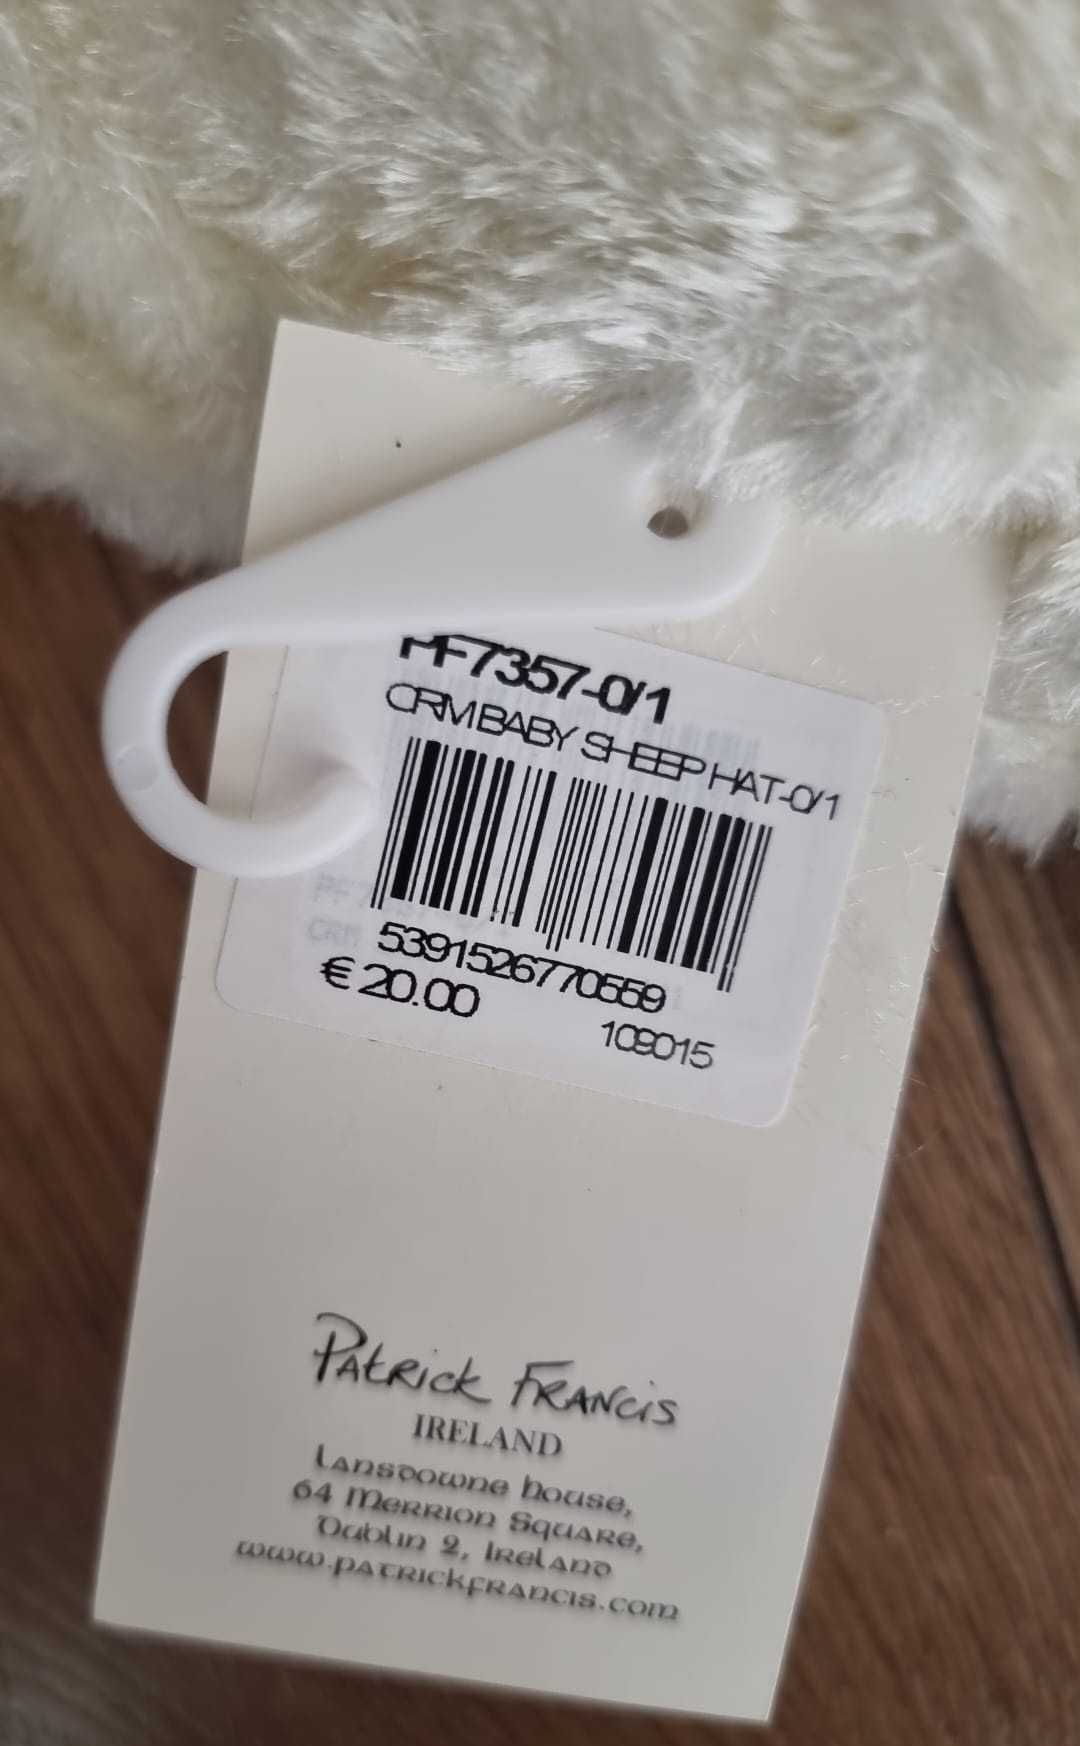 PF7357-0/1
CRM BABY SHEEP HAT-0/1
5391526770559
€ 20.00
109015
Patrick Francis
IRELAND
Lansdowne House,
64 Merrion Square,
Dublin 2, Ireland
www.patrickfrancis.com